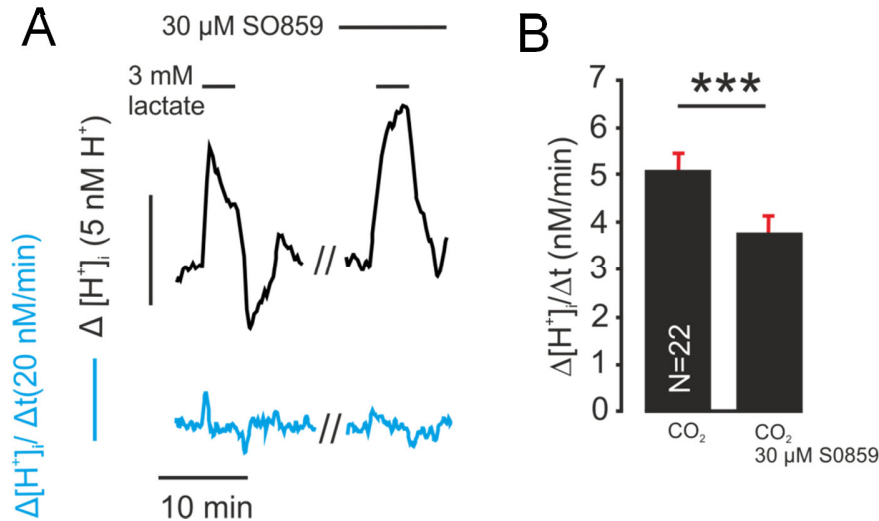 A
30 µM SO859
3 mM
lactate
Δ [H⁺]ᵢ (5 nM H⁺)
Δ[H⁺]ᵢ/ Δt(20 nM/min)
//
//
10 min
B
***
7
6
5
4
3
2
1
0
Δ[H⁺]ᵢ/Δt (nM/min)
N=22
CO₂
CO₂
30 µM S0859